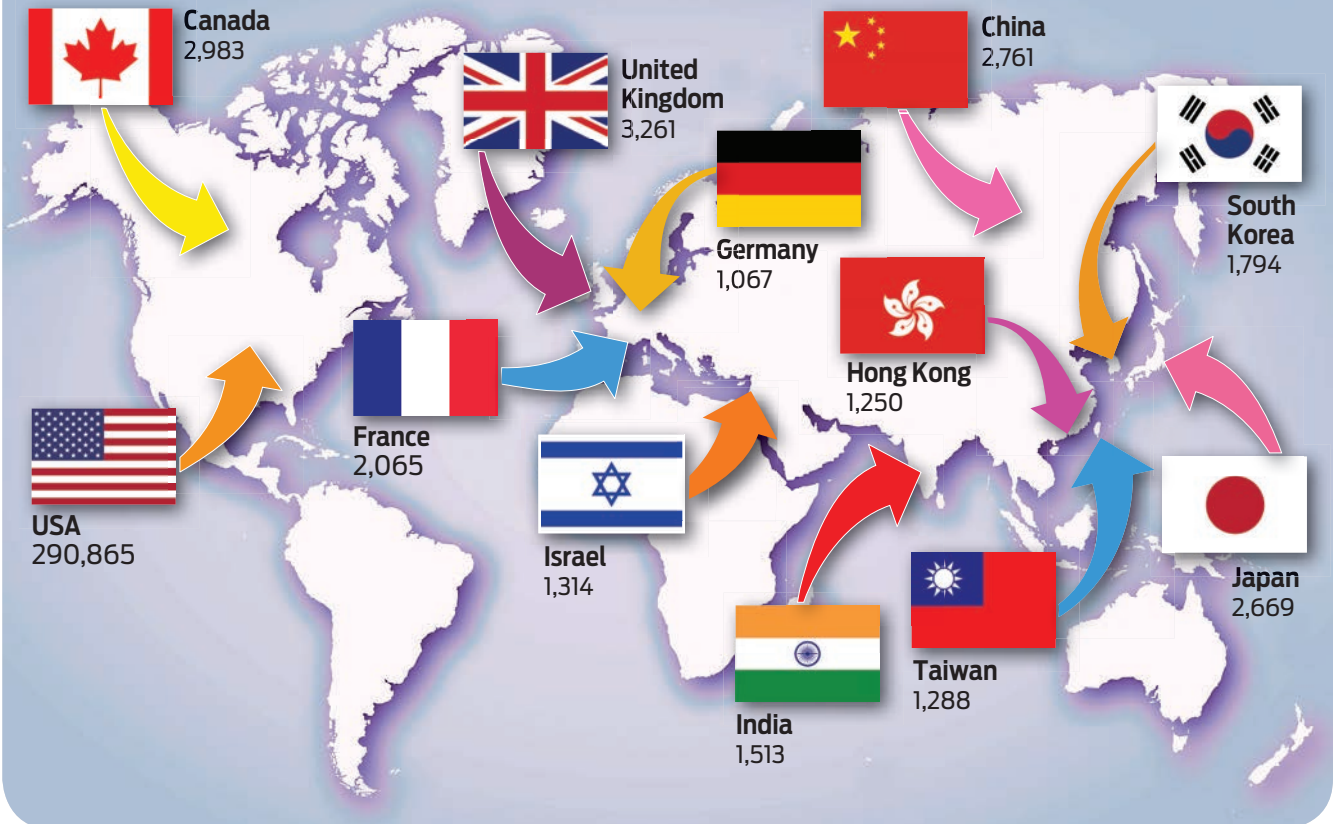 Canada
2,983
United
Kingdom
3,261
China
2,761
South
Korea
1,794
Germany
1,067
Hong Kong
1,250
France
2,065
USA
290,865
Israel
1,314
Japan
2,669
Taiwan
1,288
India
1,513